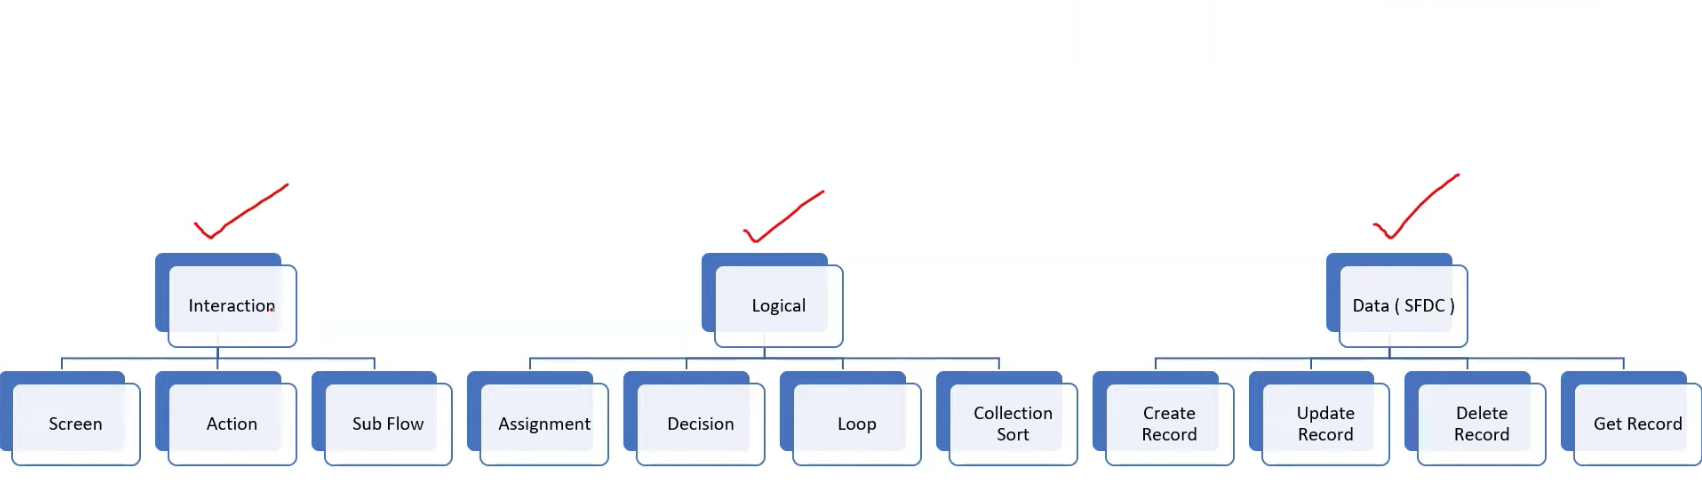 Interaction
Logical
Data ( SFDC )
Screen
Action
Sub Flow
Assignment
Decision
Loop
Collection
Sort
Create
Record
Update
Record
Delete
Record
Get Record